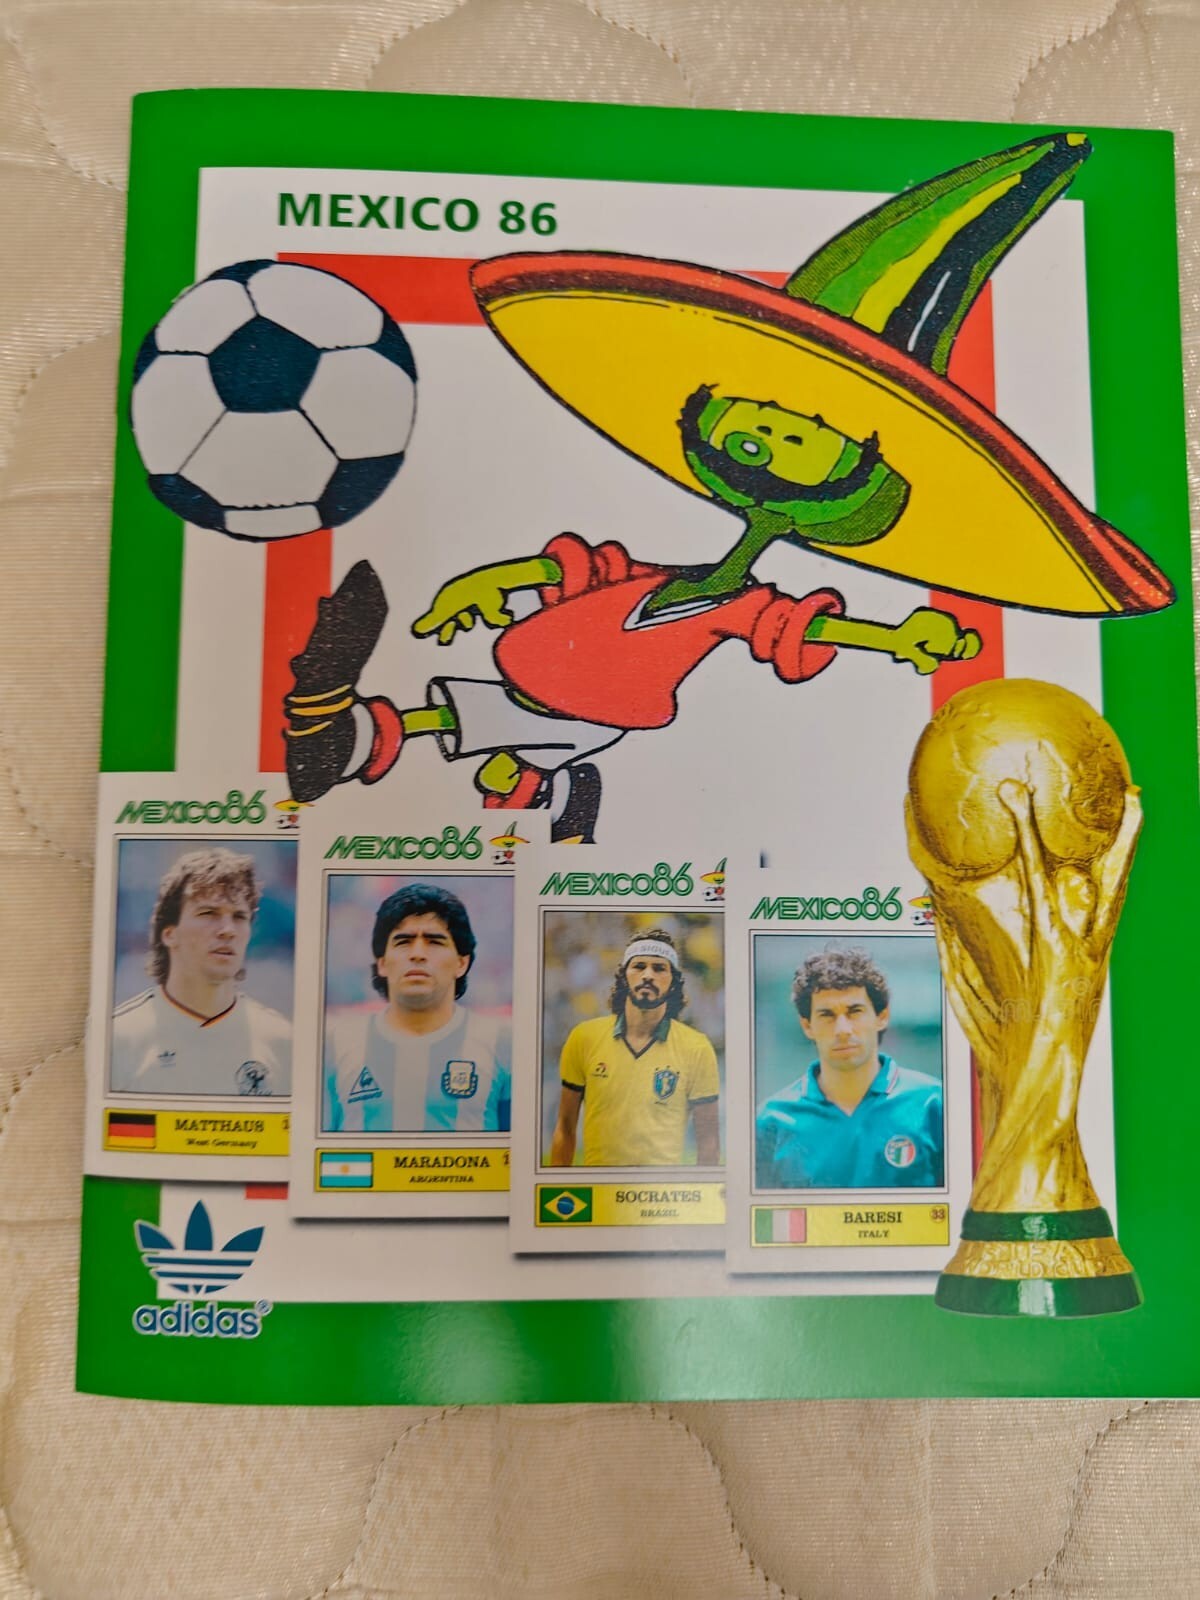 MEXICO 86
MEXICO86
MEXICO86
MEXICO86
MEXICO86
MATTHAUS
West Germany
MARADONA
ARGENTINA
SOCRATES
BRAZIL
BARESI 33
ITALY
adidas®